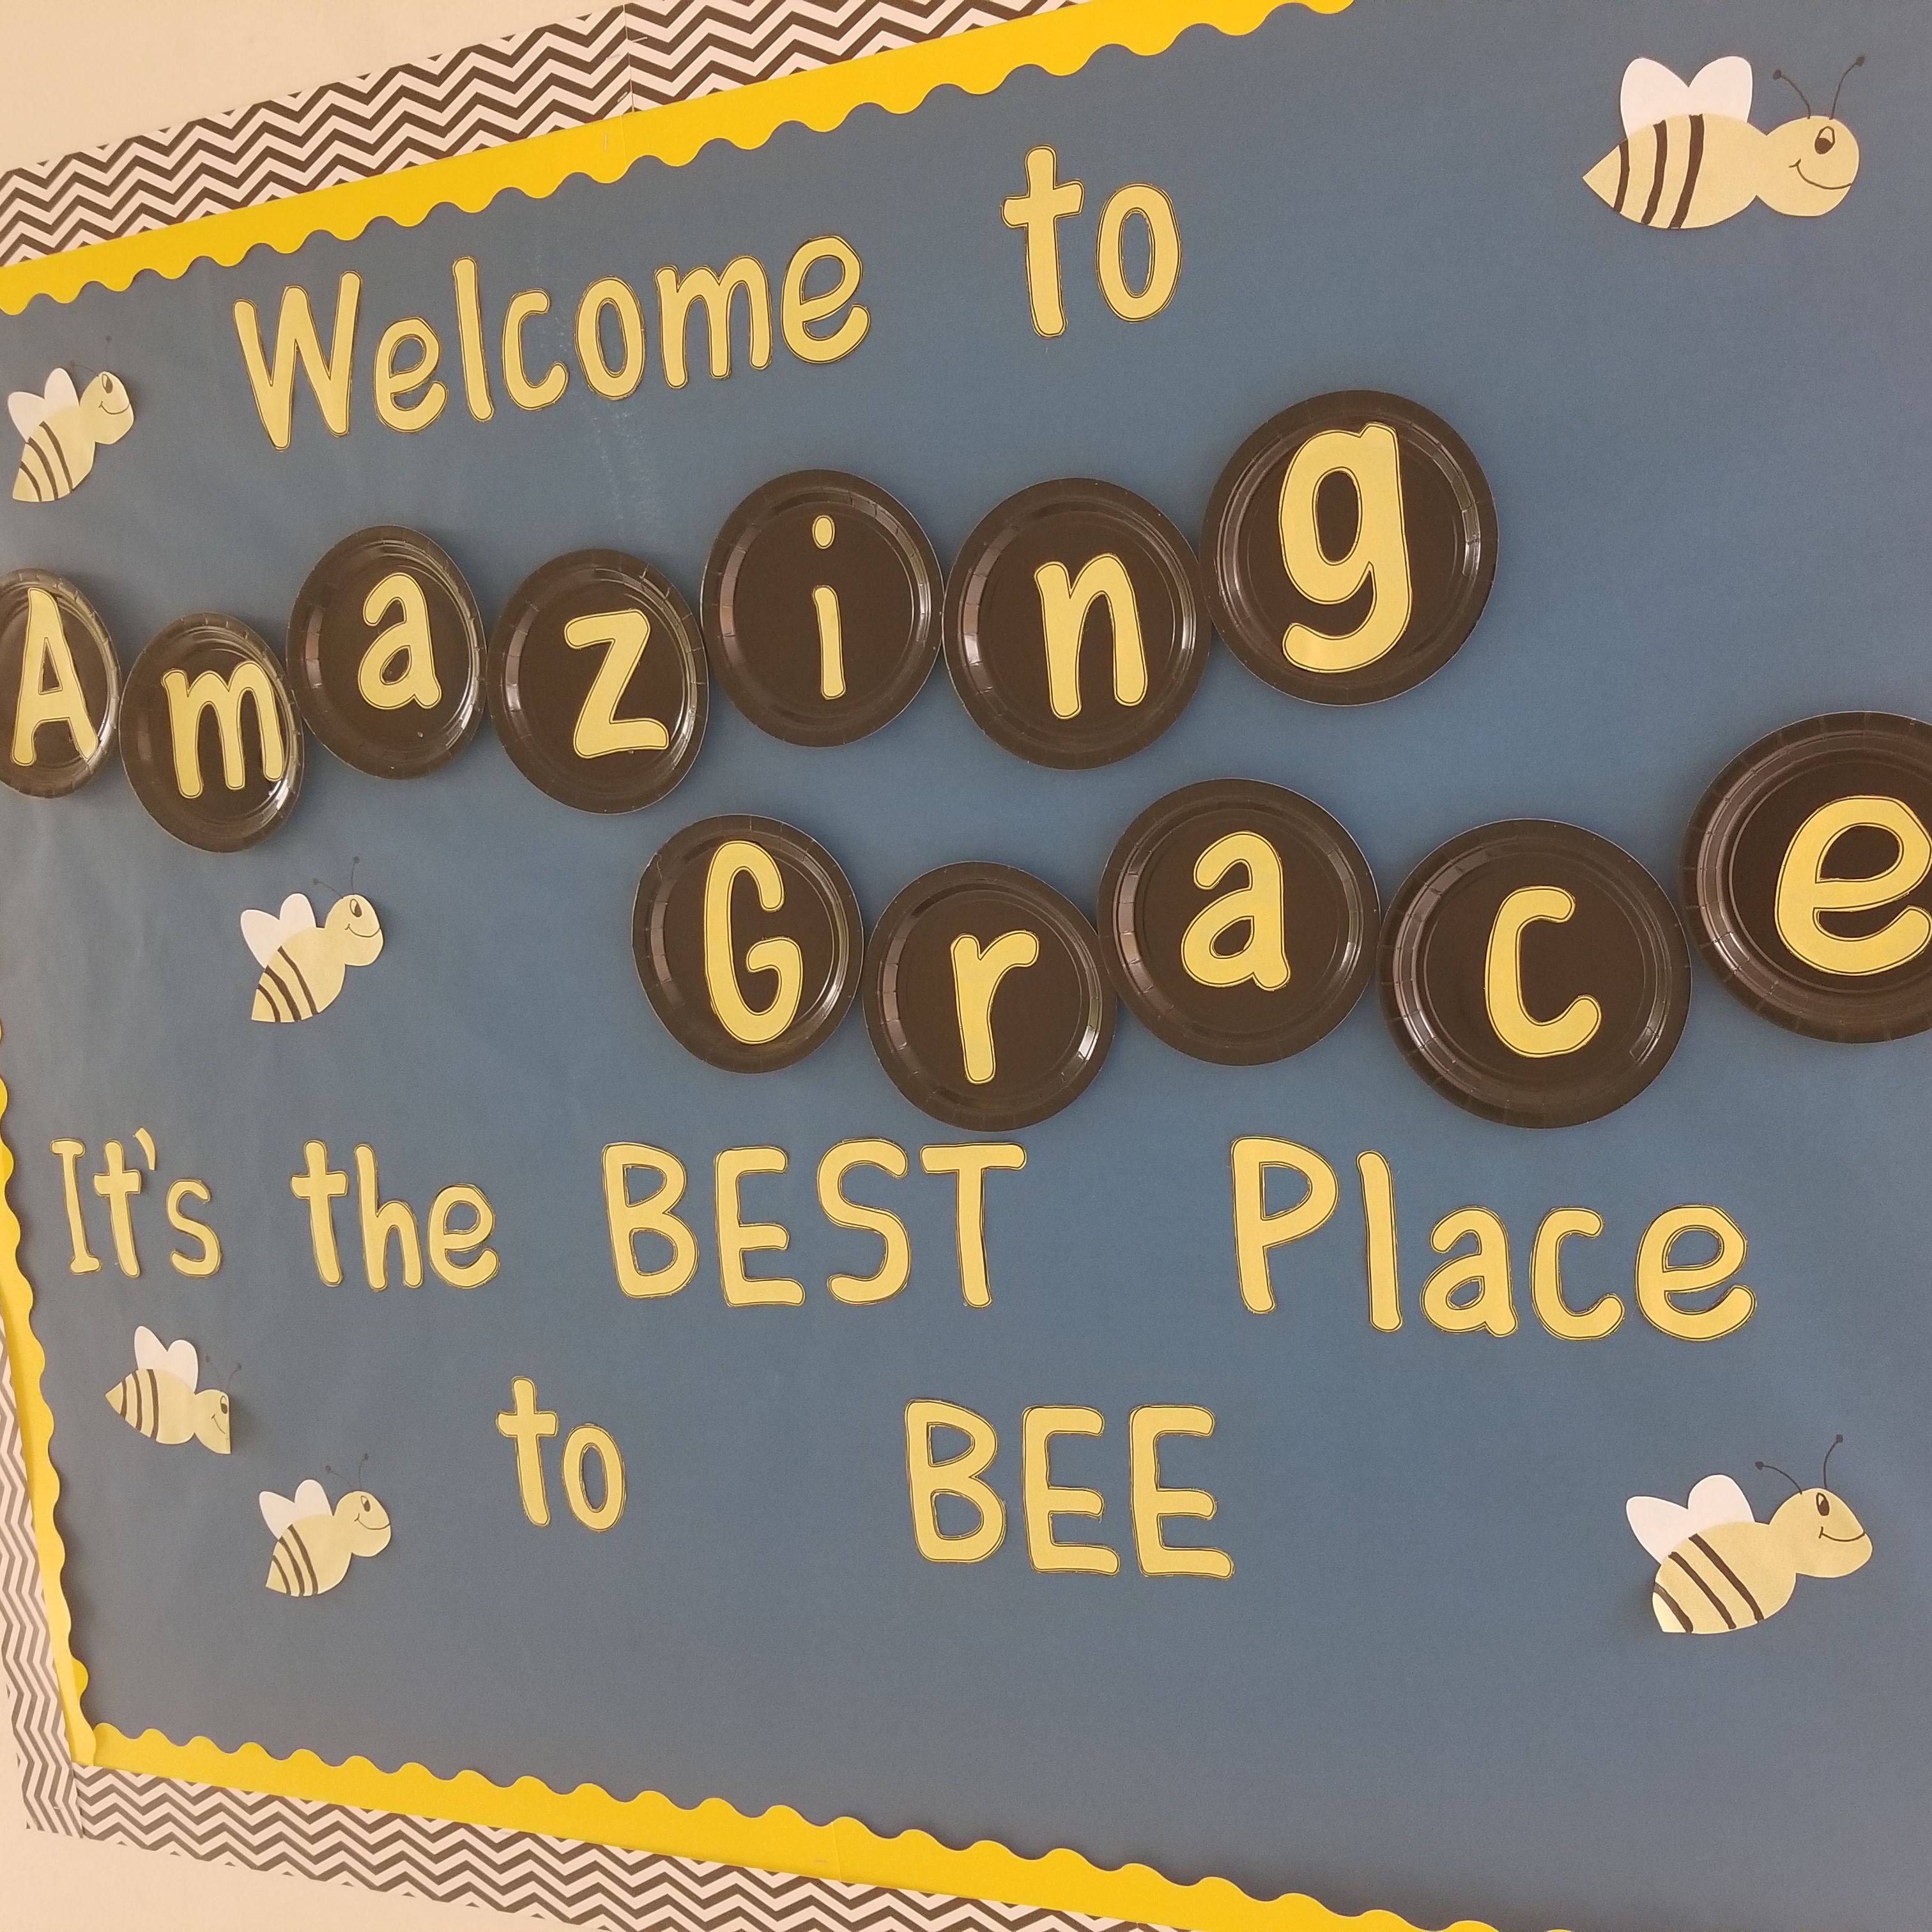 Welcome to
Amazing
Grace
It's the BEST Place
to BEE